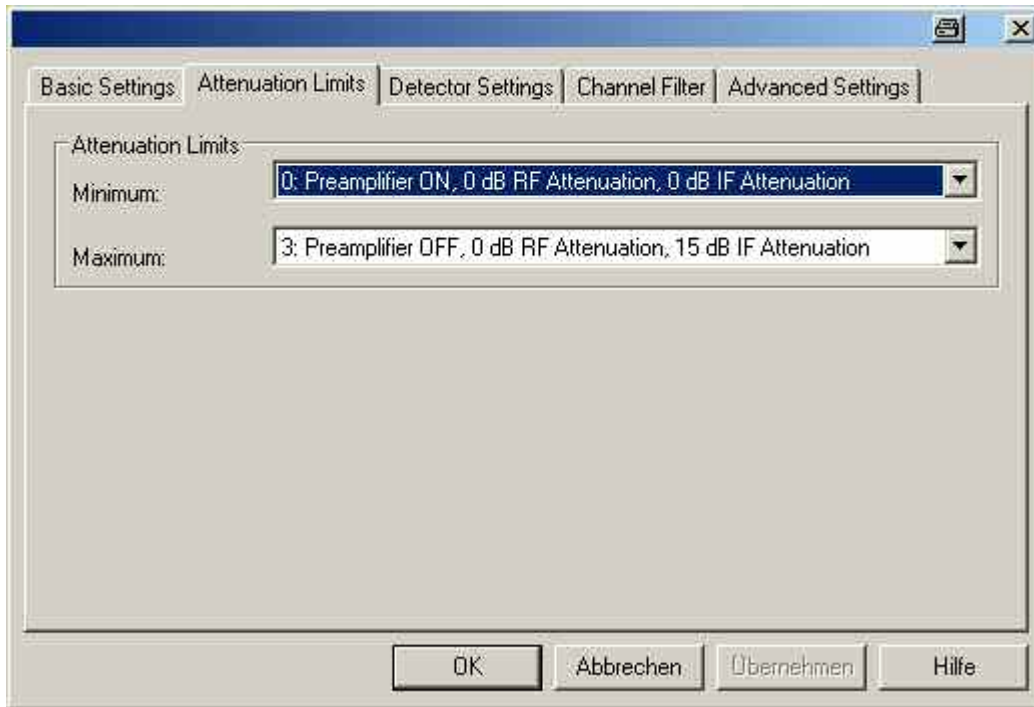 Basic Settings Attenuation Limits Detector Settings Channel Filter Advanced Settings
Attenuation Limits
Minimum: 0: Preamplifier ON, 0 dB RF Attenuation, 0 dB IF Attenuation
Maximum: 3: Preamplifier OFF, 0 dB RF Attenuation, 15 dB IF Attenuation
OK Abbrechen Übernehmen Hilfe